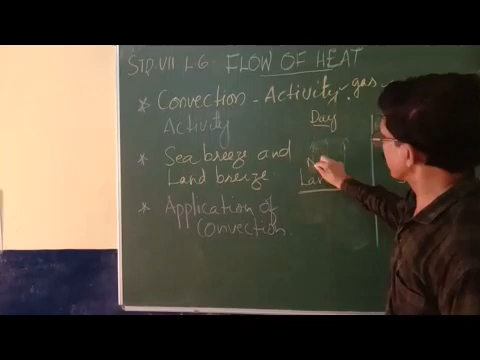 STD. VII L-6 FLOW OF HEAT
* Convection - Activity - gas -
Activity
Day
* Sea breeze and
Land breeze
* Application of
Convection.